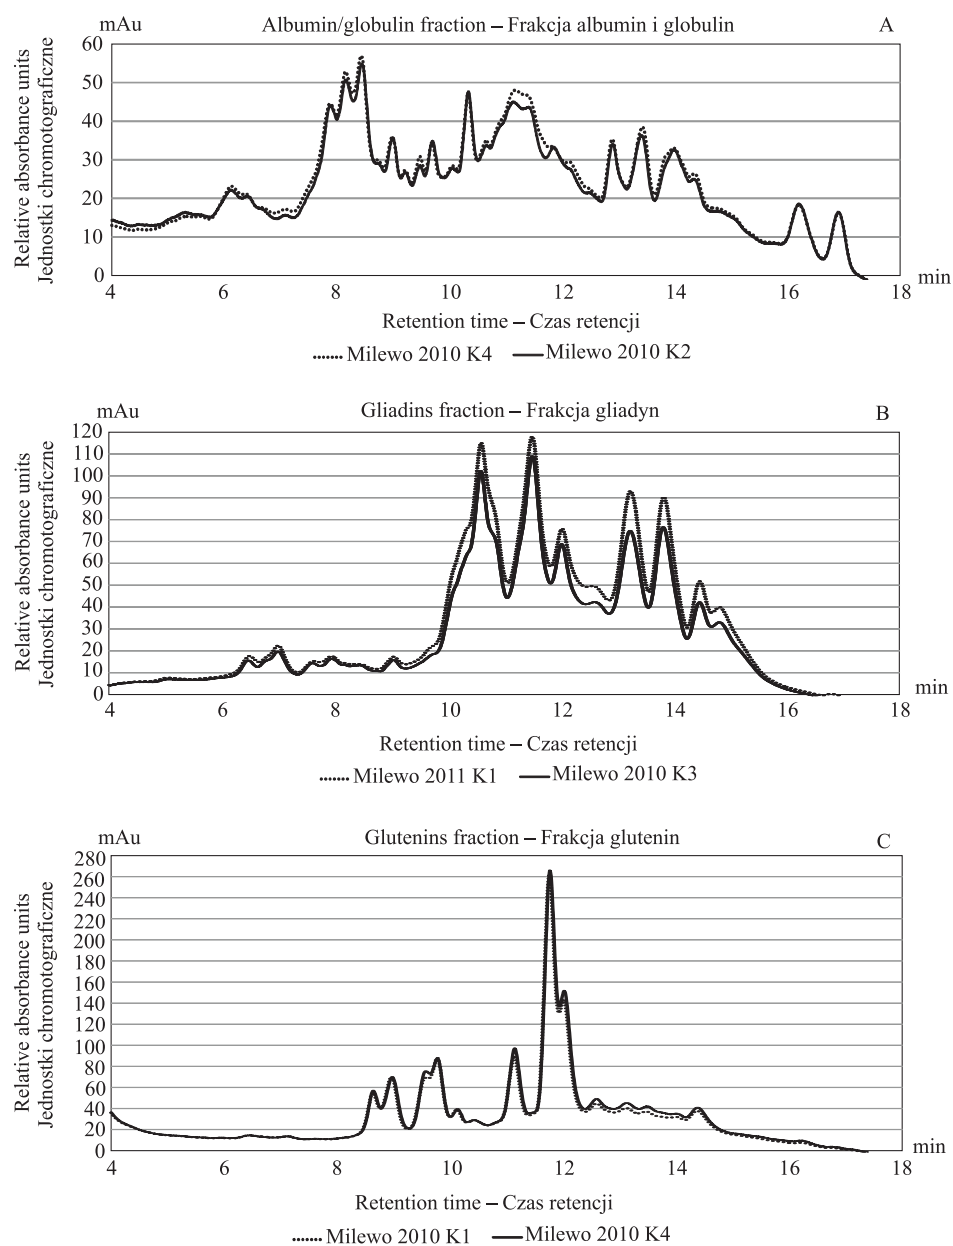 mAu Albumin/globulin fraction – Frakcja albumin i globulin A
Relative absorbance units
Jednostki chromotograficzne
60
50
40
30
20
10
0
4 6 8 10 12 14 16 18 min
Retention time – Czas retencji
Milewo 2010 K4 Milewo 2010 K2
mAu Gliadins fraction – Frakcja gliadyn B
Relative absorbance units
Jednostki chromotograficzne
120
110
100
90
80
70
60
50
40
30
20
10
0
4 6 8 10 12 14 16 18 min
Retention time – Czas retencji
Milewo 2011 K1 Milewo 2010 K3
mAu Glutenins fraction – Frakcja glutenin C
Relative absorbance units
Jednostki chromotograficzne
280
260
240
220
200
180
160
140
120
100
80
60
40
20
0
4 6 8 10 12 14 16 18 min
Retention time – Czas retencji
Milewo 2010 K1 Milewo 2010 K4